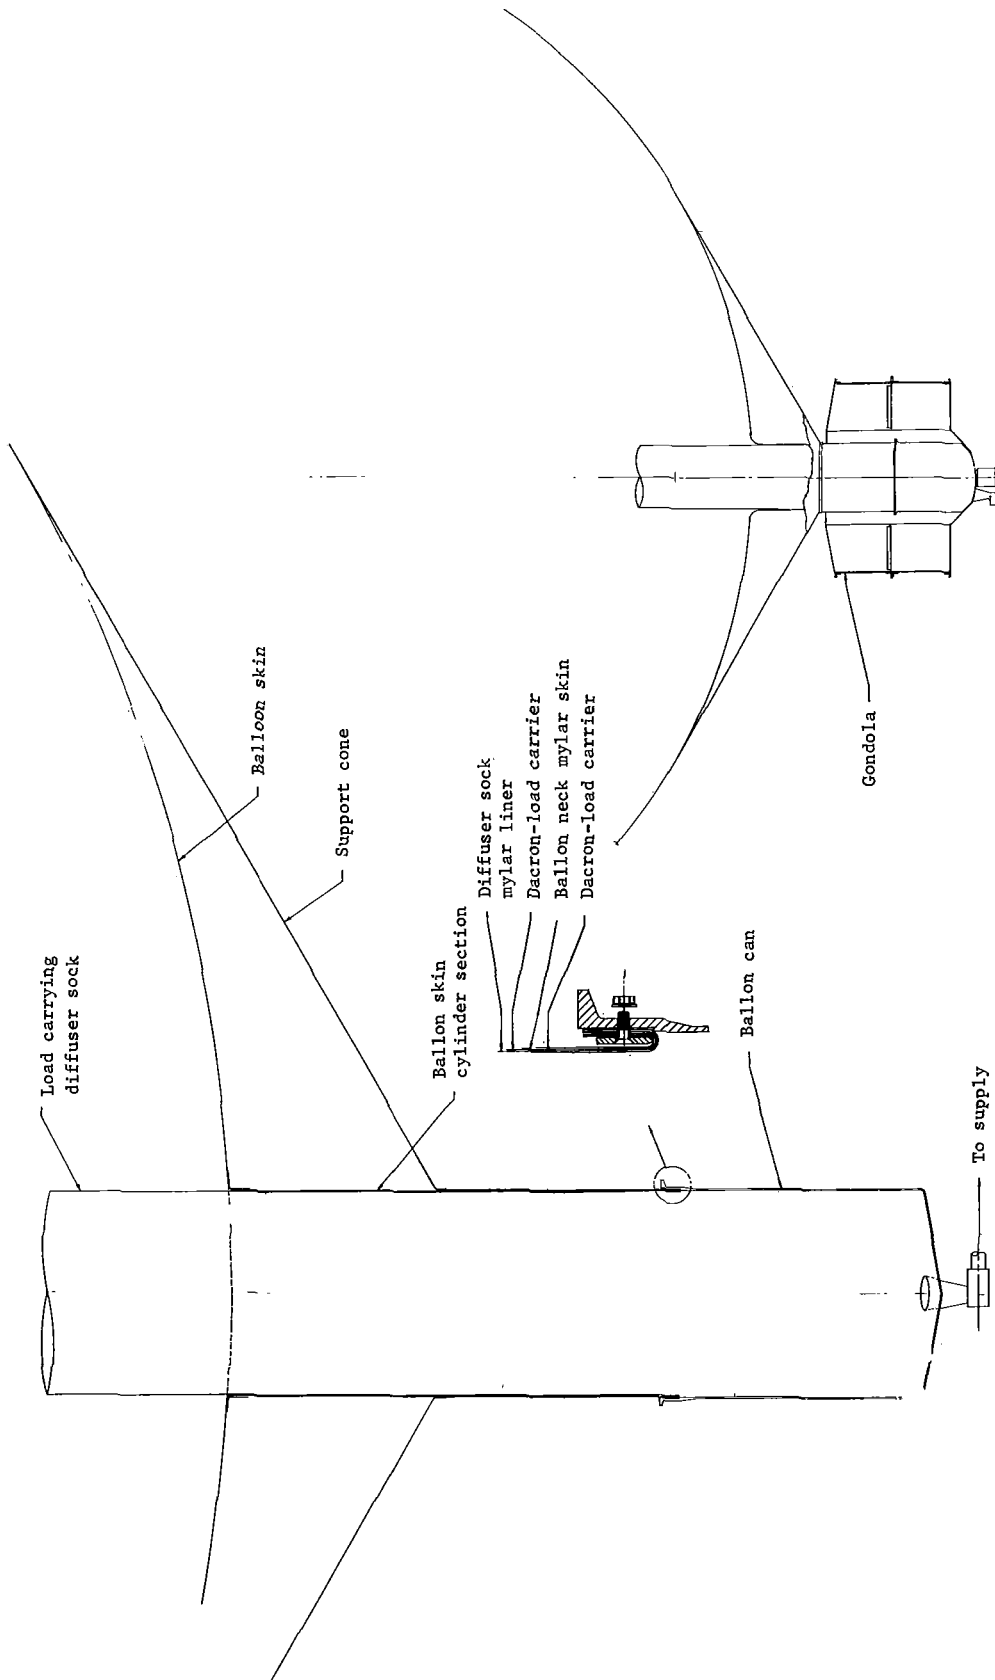 Load carrying
diffuser sock
Balloon skin
Support cone
Ballon skin
cylinder section
Diffuser sock
mylar liner
Dacron-load carrier
Ballon neck mylar skin
Dacron-load carrier
Ballon can
To supply
Gondola